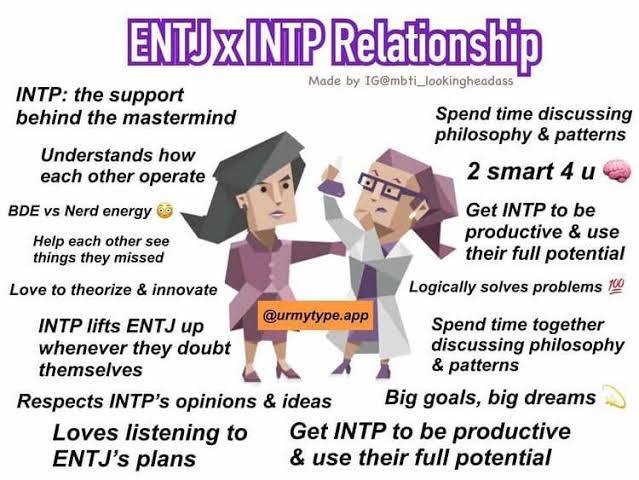 ENTJ x INTP Relationship
Made by IG@mbti_lookingheadass
INTP: the support
behind the mastermind
Understands how
each other operate
BDE vs Nerd energy 😳
Help each other see
things they missed
Love to theorize & innovate
INTP lifts ENTJ up
whenever they doubt
themselves
Respects INTP's opinions & ideas
Loves listening to
ENTJ's plans
@urmytype.app
Spend time discussing
philosophy & patterns
2 smart 4 u 🧠
Get INTP to be
productive & use
their full potential
Logically solves problems 💯
Spend time together
discussing philosophy
& patterns
Big goals, big dreams 💫
Get INTP to be productive
& use their full potential